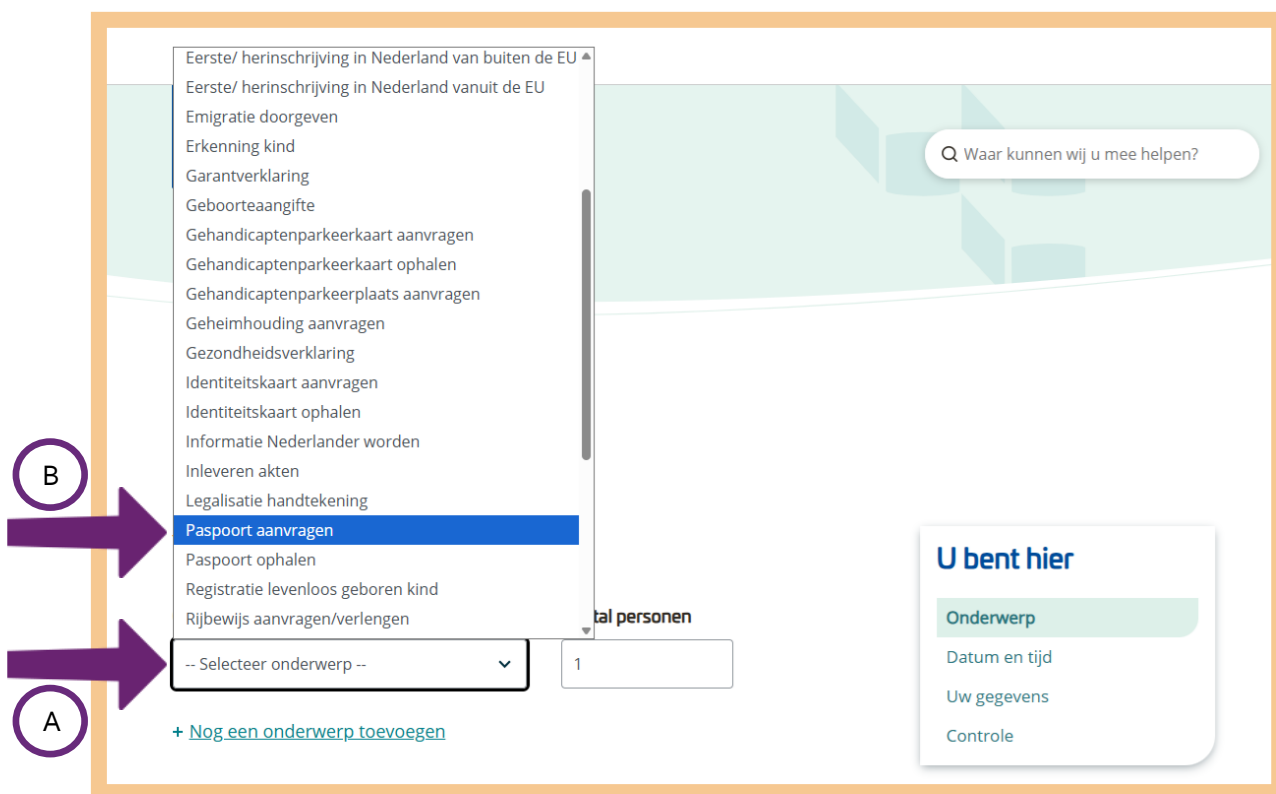 Eerste/ herinschrijving in Nederland van buiten de EU
Eerste/ herinschrijving in Nederland vanuit de EU
Emigratie doorgeven
Erkenning kind
Garantverklaring
Geboorteaangifte
Gehandicaptenparkeerkaart aanvragen
Gehandicaptenparkeerkaart ophalen
Gehandicaptenparkeerplaats aanvragen
Geheimhouding aanvragen
Gezondheidsverklaring
Identiteitskaart aanvragen
Identiteitskaart ophalen
Informatie Nederlander worden
Inleveren akten
Legalisatie handtekening
Paspoort aanvragen
Paspoort ophalen
Registratie levenloos geboren kind
Rijbewijs aanvragen/verlengen
B
A
tal personen
-- Selecteer onderwerp --
1
+ Nog een onderwerp toevoegen
Waar kunnen wij u mee helpen?
U bent hier
Onderwerp
Datum en tijd
Uw gegevens
Controle